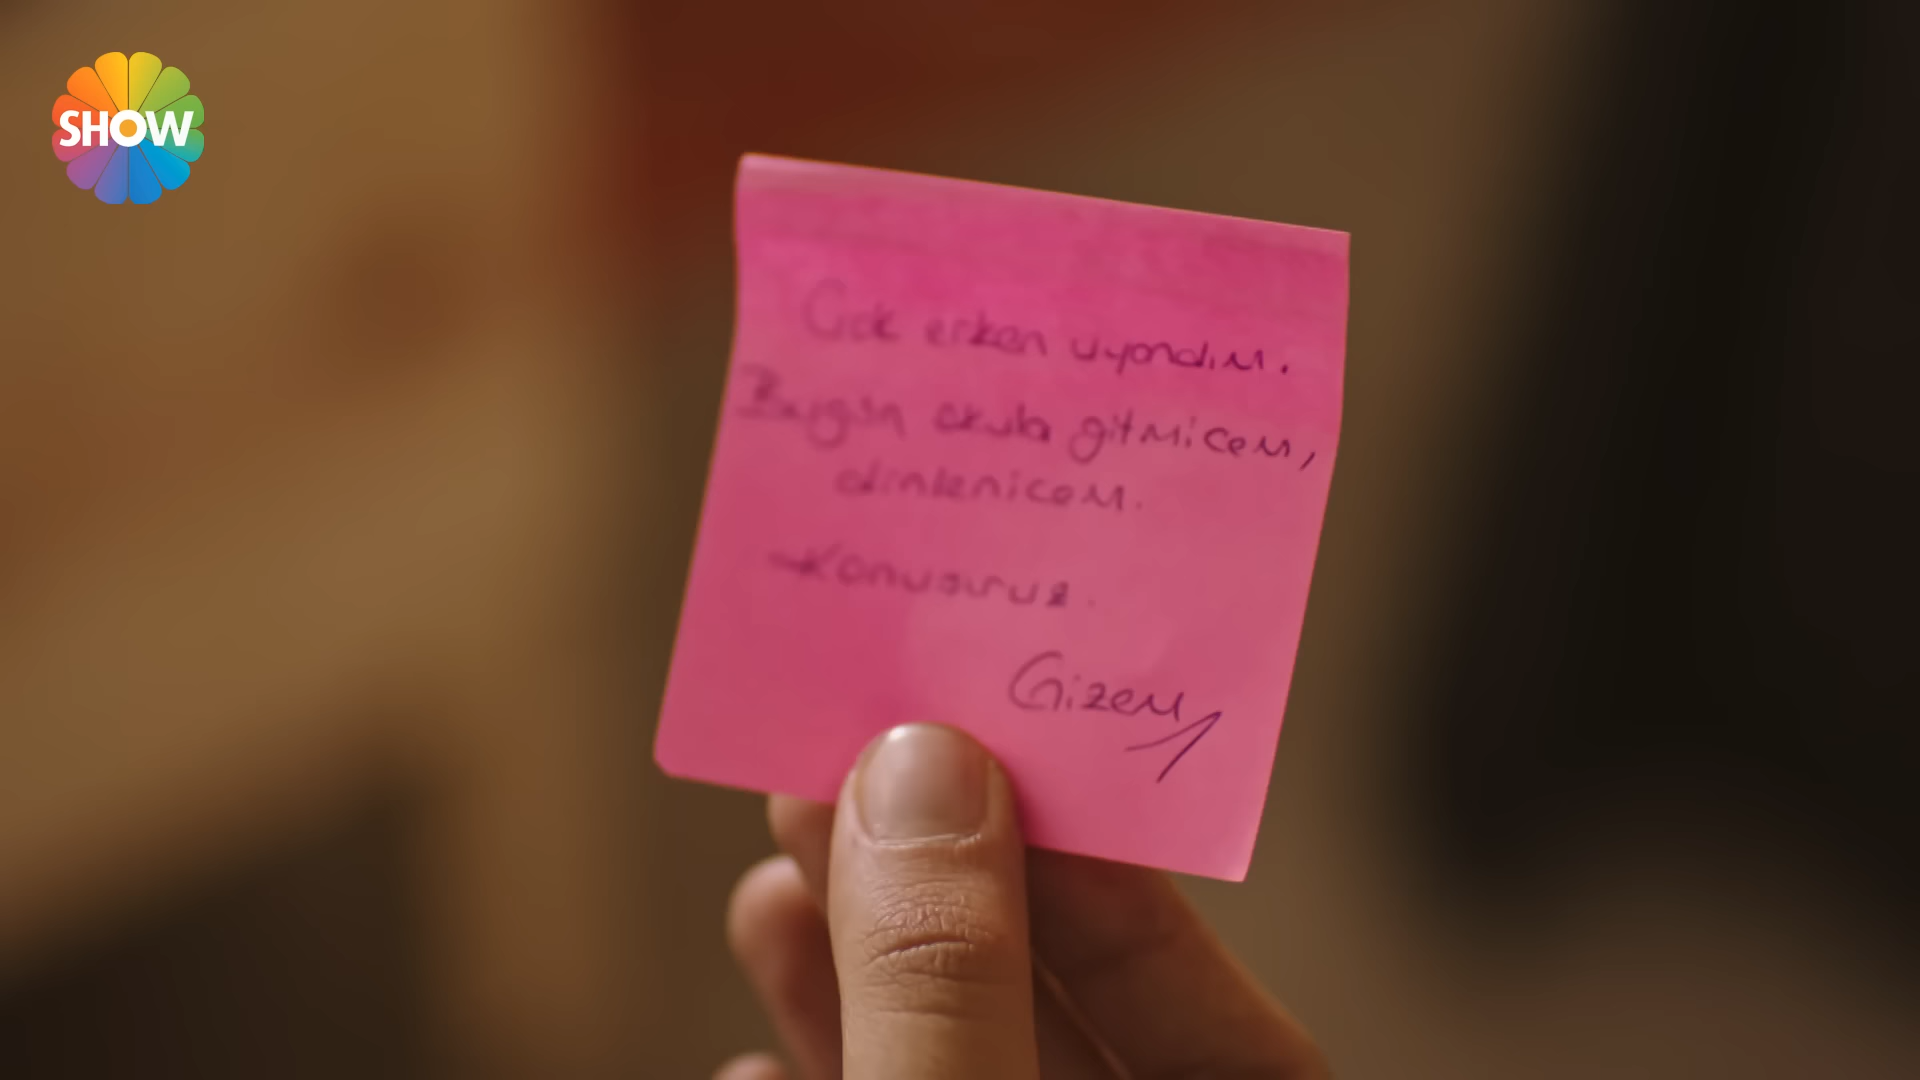 SHOW
Çok erken uyandım.
Bugün okula gitmicem,
dinlenicem.
Konuşuruz.
Gizem